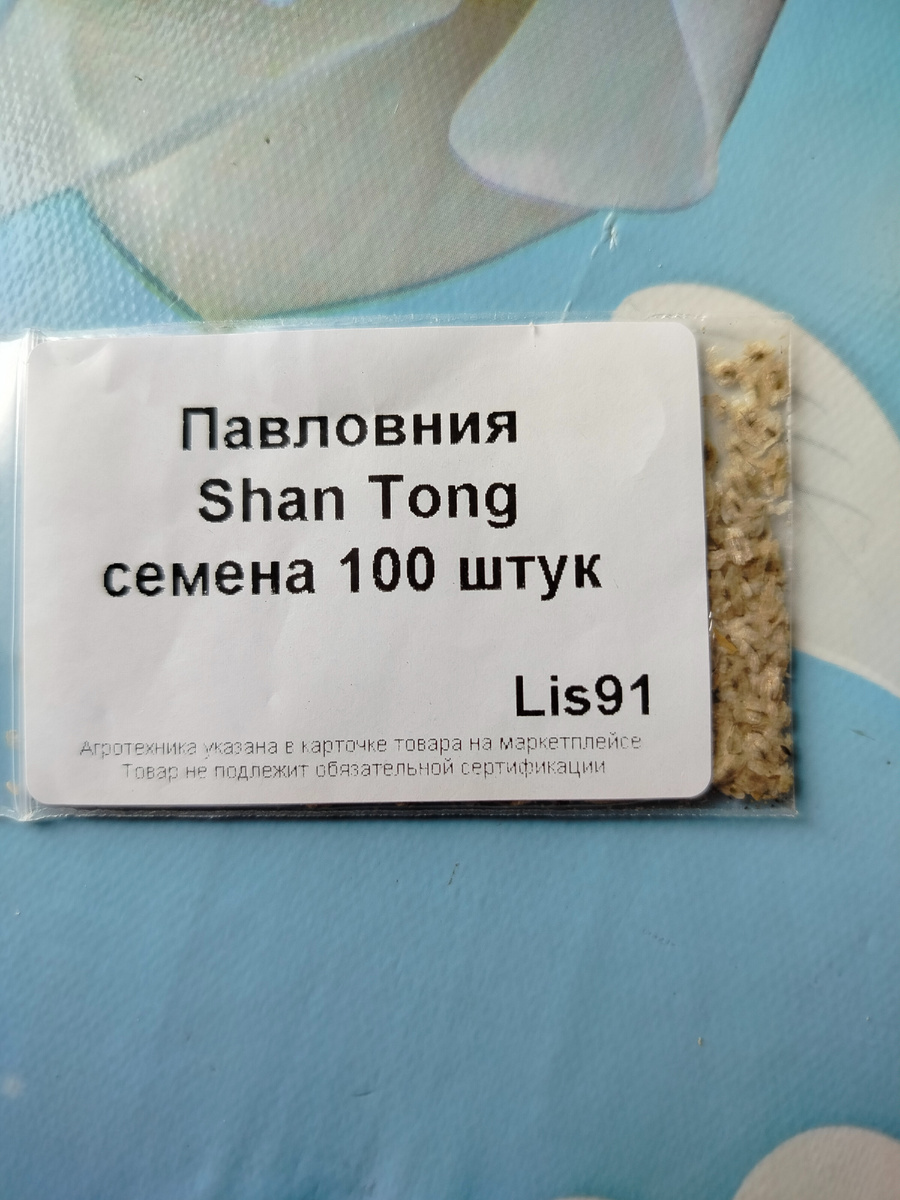 Павловния
Shan Tong
семена 100 штук
Lis91
Агротехника указана в карточке товара на маркетплейсе
Товар не подлежит обязательной сертификации